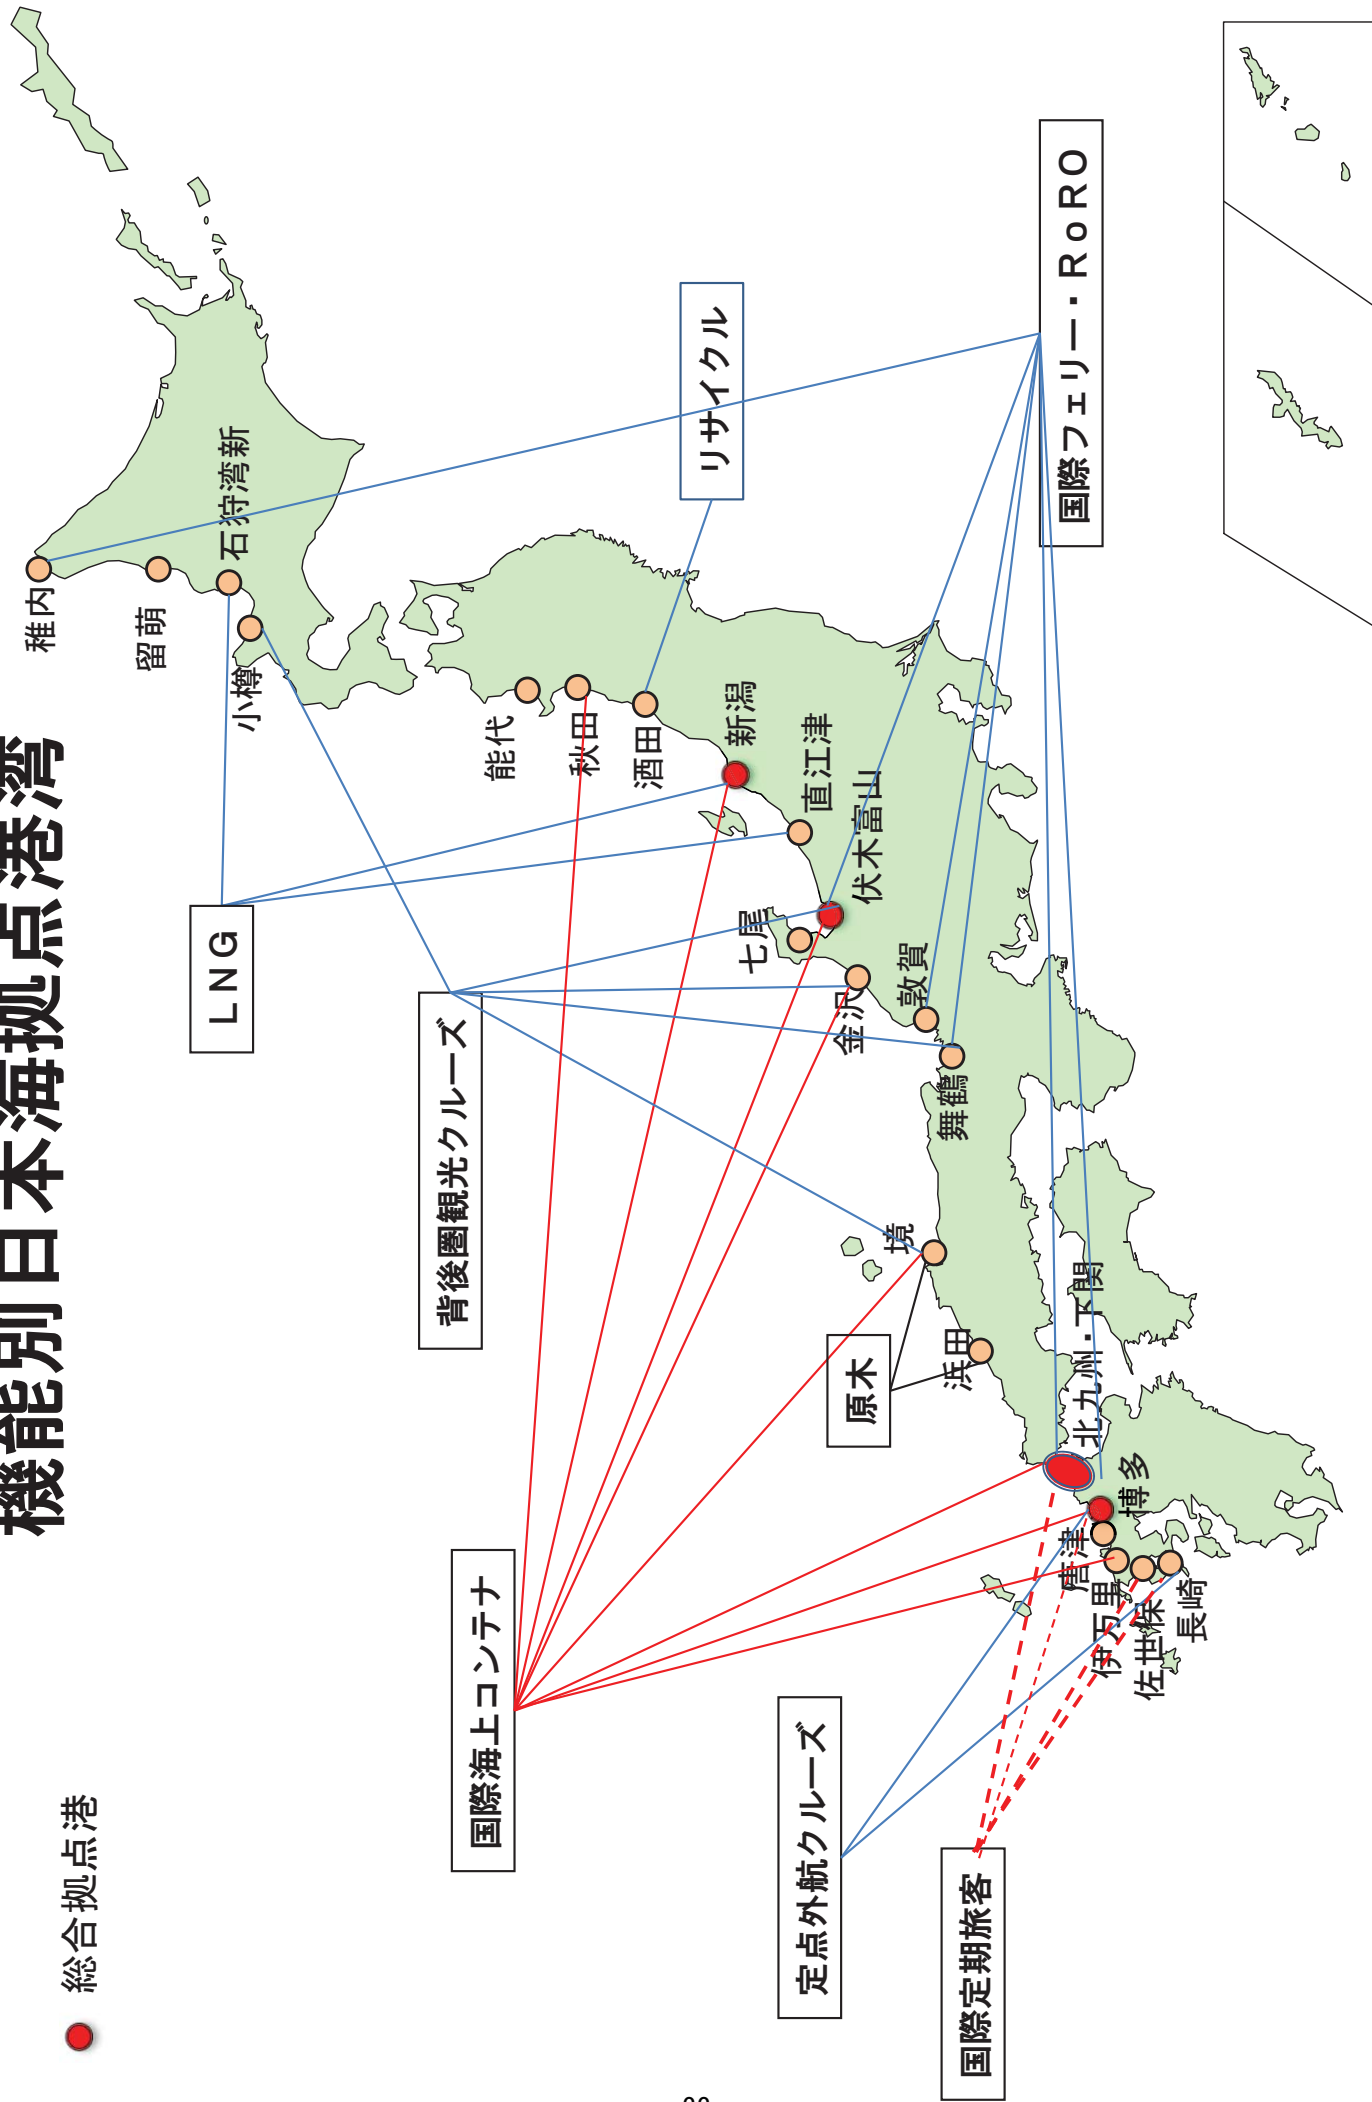 機能別日本海拠点港湾
総合拠点港
稚内
留萌
石狩湾新
小樽
能代
秋田
酒田
新潟
直江津
伏木富山
七尾
金沢
敦賀
舞鶴
境
浜田
北九州・下関
博多
唐津
伊万里
佐世保
長崎
LNG
リサイクル
背後圏観光クルーズ
国際フェリー・RoRO
原木
国際海上コンテナ
定点外航クルーズ
国際定期旅客